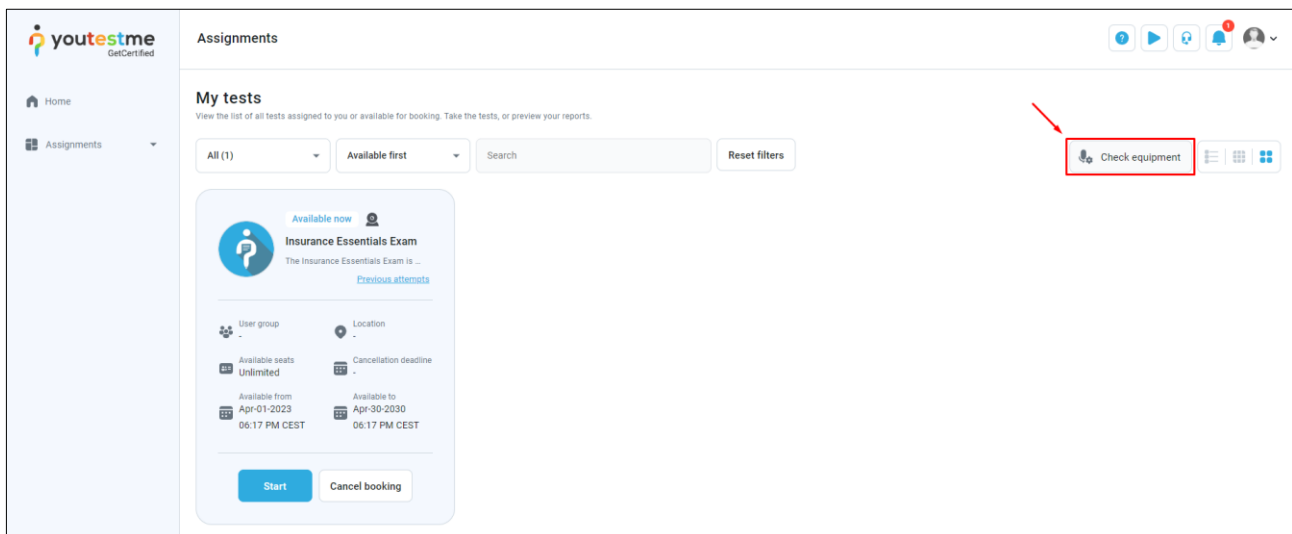 youtestme
GetCertified
Assignments
?
1
Home
Assignments
My tests
View the list of all tests assigned to you or available for booking. Take the tests, or preview your reports.
All (1)
Available first
Search
Reset filters
Check equipment
Available now
Insurance Essentials Exam
The Insurance Essentials Exam is ...
Previous attempts
User group
-
Location
-
Available seats
Unlimited
Cancellation deadline
-
Available from
Apr-01-2023
06:17 PM CEST
Available to
Apr-30-2030
06:17 PM CEST
Start
Cancel booking